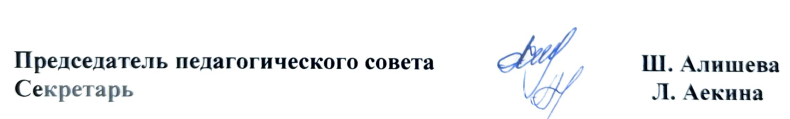 Председатель педагогического совета Ш. Алишева
Секретарь Л. Аекина